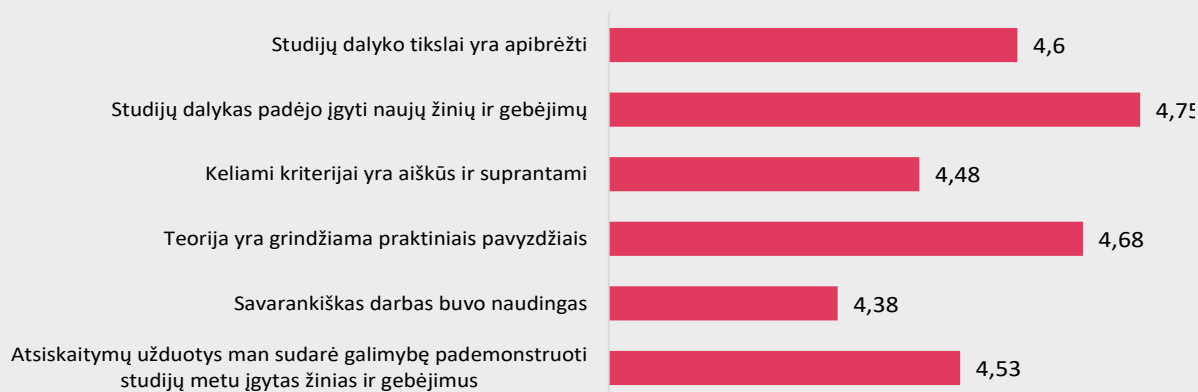 Studijų dalyko tikslai yra apibrėžti
4,6
Studijų dalykas padėjo įgyti naujų žinių ir gebėjimų
4,75
Keliami kriterijai yra aiškūs ir suprantami
4,48
Teorija yra grindžiama praktiniais pavyzdžiais
4,68
Savarankiškas darbas buvo naudingas
4,38
Atsiskaitymų užduotys man sudarė galimybę pademonstruoti
studijų metu įgytas žinias ir gebėjimus
4,53